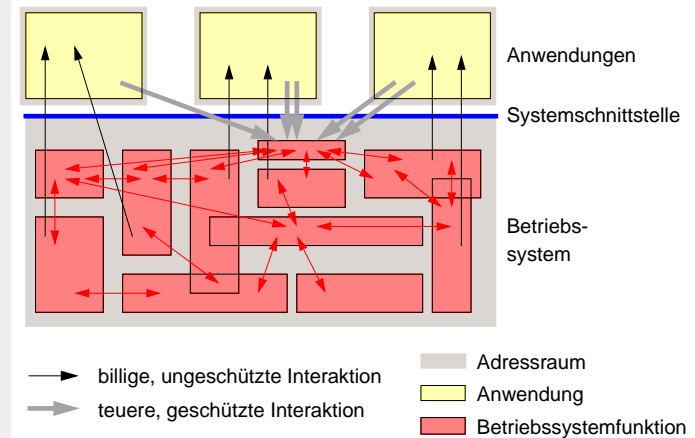 Anwendungen
Systemschnittstelle
Betriebs-
system
billige, ungeschützte Interaktion
teuere, geschützte Interaktion
Adressraum
Anwendung
Betriebssystemfunktion